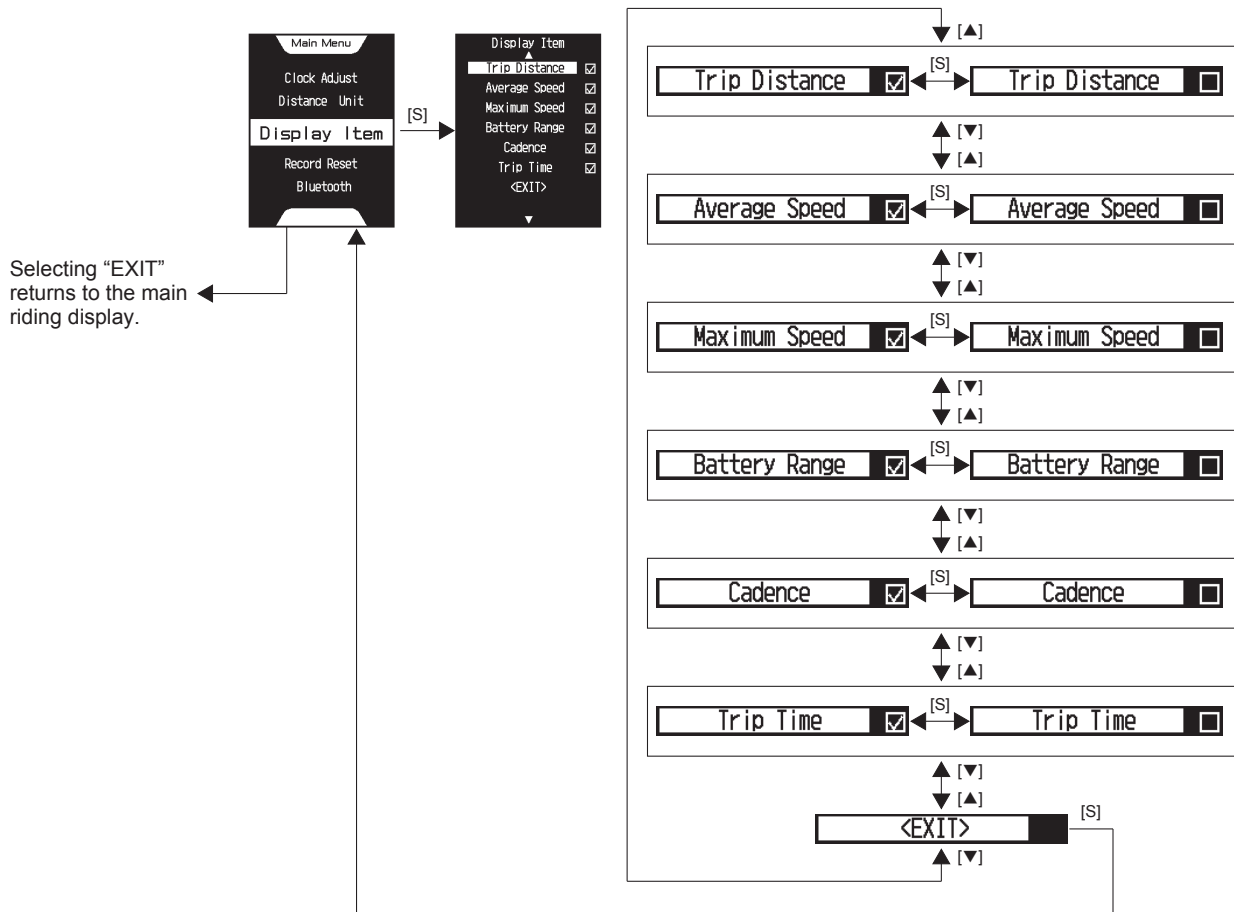 Main Menu
Clock Adjust
Distance Unit
Display Item
Record Reset
Bluetooth
[S]
Display Item
▲
Trip Distance
Average Speed
Maximum Speed
Battery Range
Cadence
Trip Time
<EXIT>
▼
Selecting “EXIT”
returns to the main
riding display.
[▲]
Trip Distance [S] Trip Distance
[▼]
[▲]
Average Speed [S] Average Speed
[▼]
[▲]
Maximum Speed [S] Maximum Speed
[▼]
[▲]
Battery Range [S] Battery Range
[▼]
[▲]
Cadence [S] Cadence
[▼]
[▲]
Trip Time [S] Trip Time
[▼]
[▲]
<EXIT> [S]
[▼]